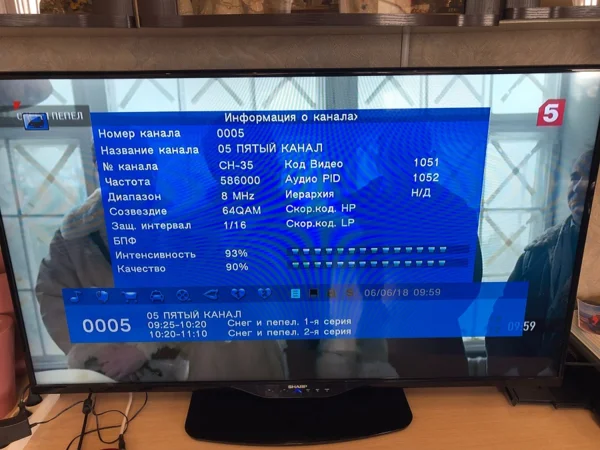 5
ПЕПЕЛ
Информация о канала
Номер канала 0005
Название канала 05 ПЯТЫЙ КАНАЛ
№ канала CH-35 Код Видео 1051
Частота 586000 Аудио PID 1052
Диапазон 8 MHz Иерархия Н/Д
Созвездие 64QAM Скор.код. HP
Защ. интервал 1/16 Скор.код. LP
БПФ
Интенсивность 93%
Качество 90%
06/06/18 09:59
0005
05 ПЯТЫЙ КАНАЛ
09:25-10:20 Снег и пепел. 1-я серия
10:20-11:10 Снег и пепел. 2-я серия
09:59
SHARP